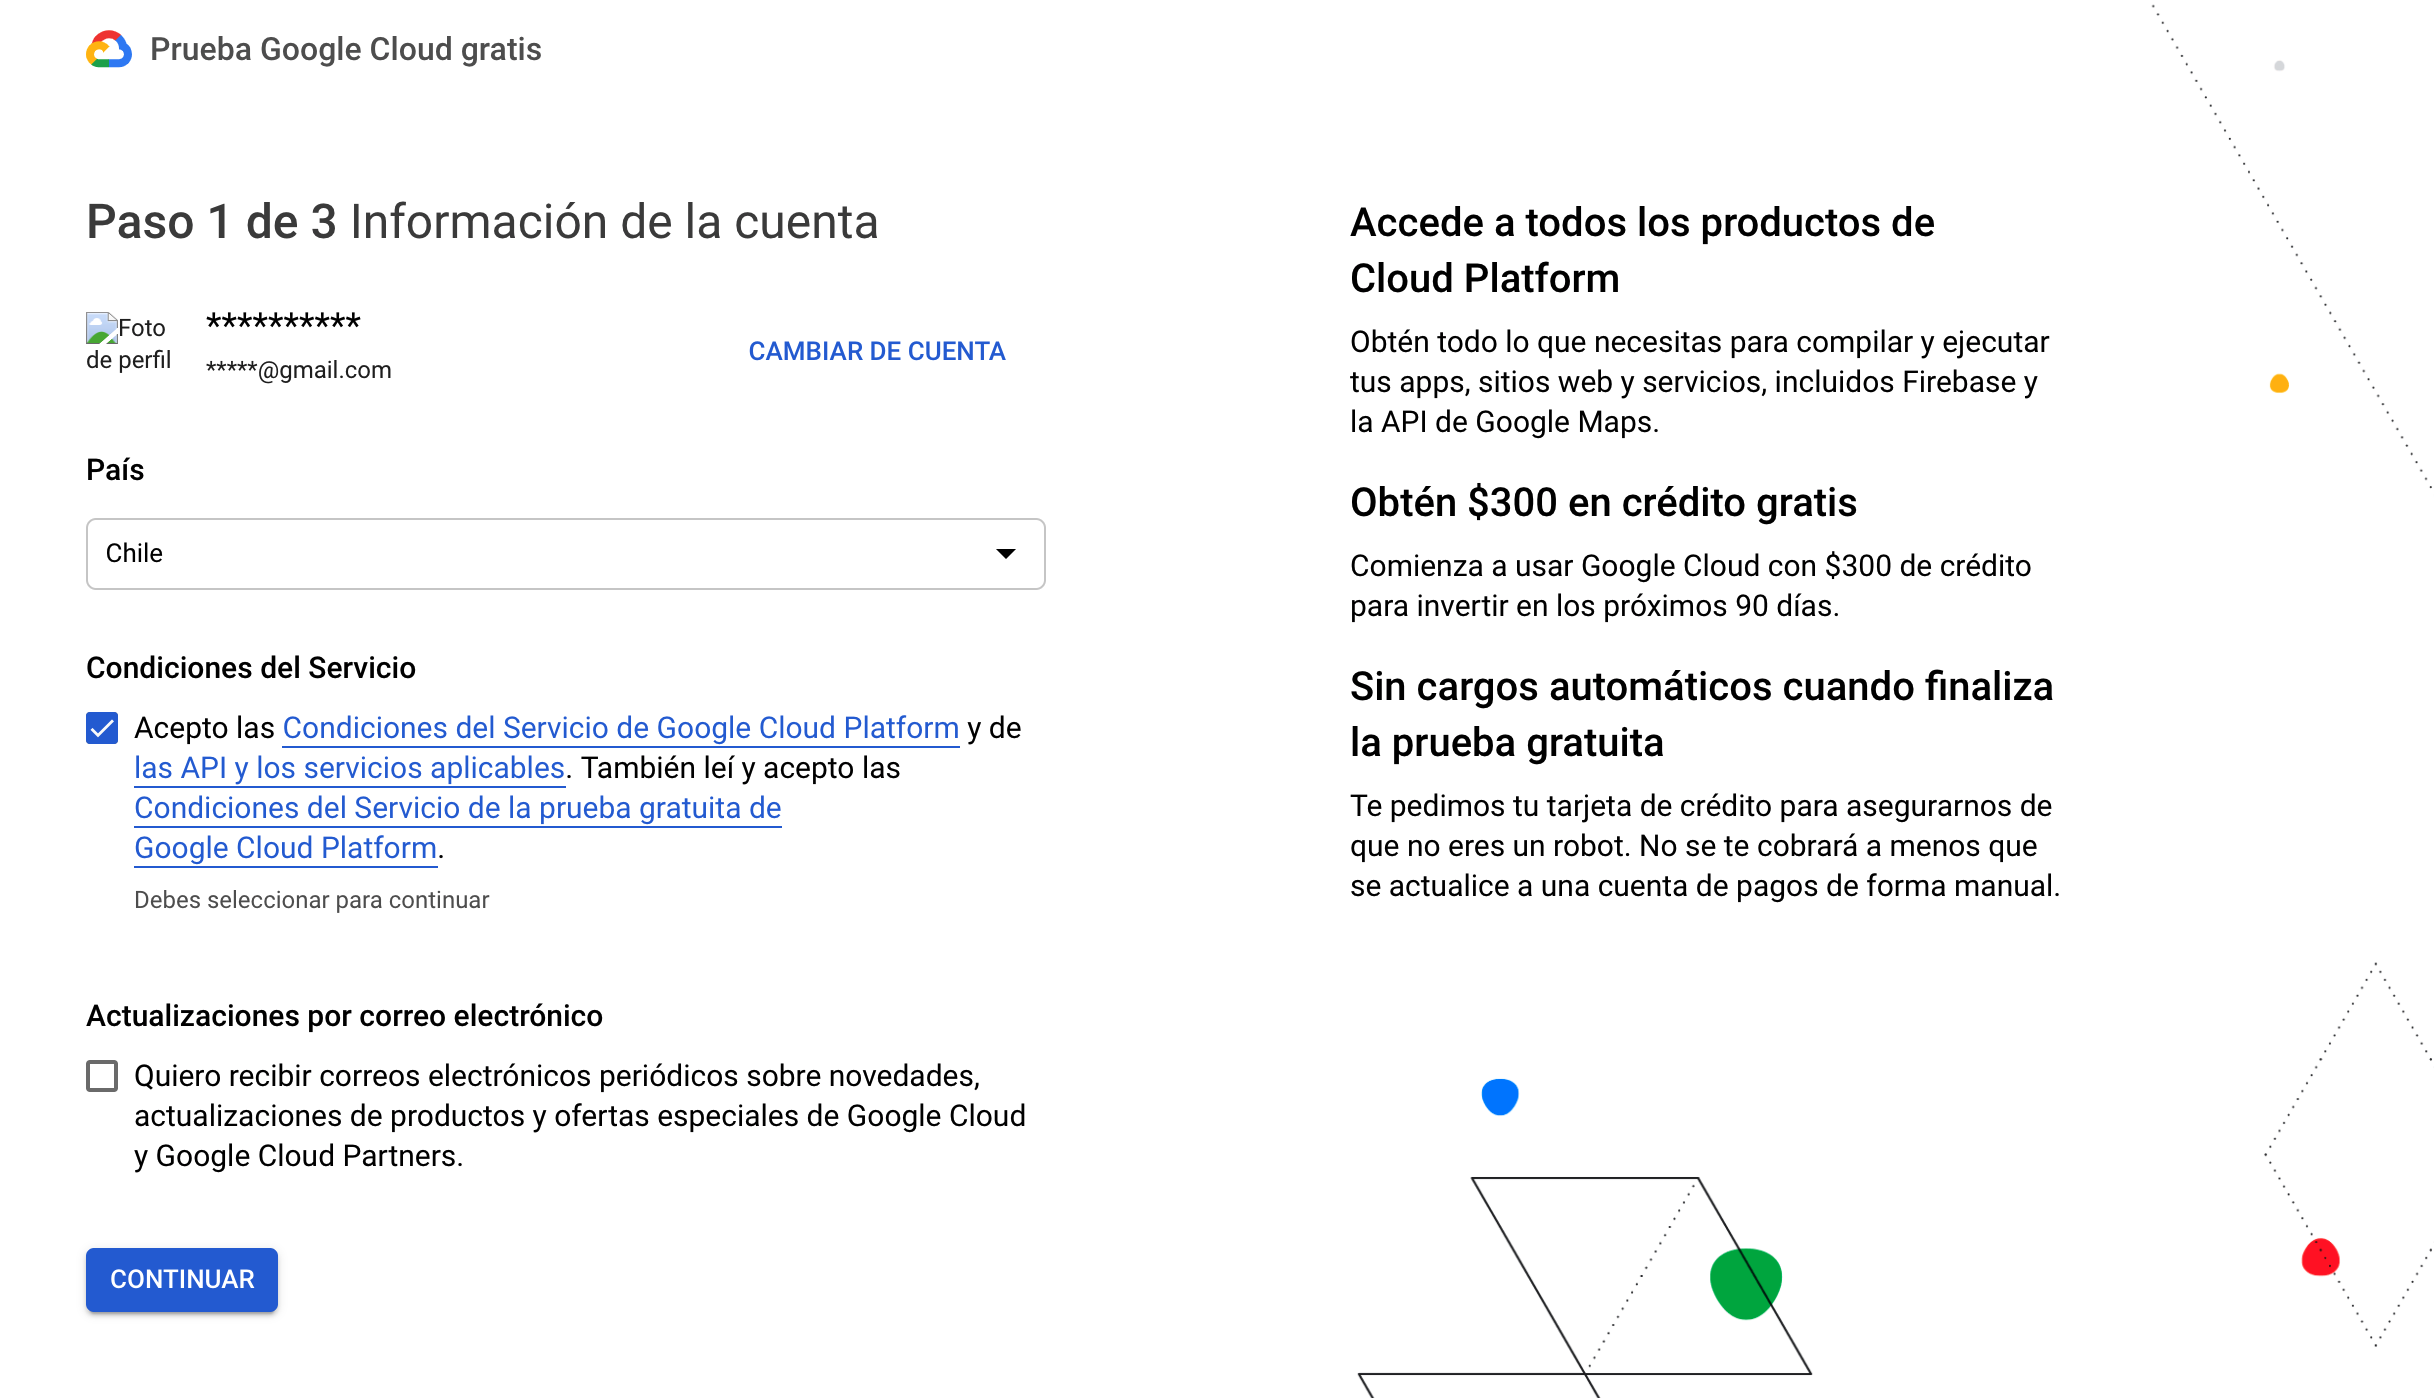 Prueba Google Cloud gratis
Paso 1 de 3 Información de la cuenta
Foto
de perfil
**********
*****@gmail.com
CAMBIAR DE CUENTA
País
Chile
Condiciones del Servicio
Acepto las Condiciones del Servicio de Google Cloud Platform y de
las API y los servicios aplicables. También leí y acepto las
Condiciones del Servicio de la prueba gratuita de
Google Cloud Platform.
Debes seleccionar para continuar
Actualizaciones por correo electrónico
Quiero recibir correos electrónicos periódicos sobre novedades,
actualizaciones de productos y ofertas especiales de Google Cloud
y Google Cloud Partners.
CONTINUAR
Accede a todos los productos de
Cloud Platform
Obtén todo lo que necesitas para compilar y ejecutar
tus apps, sitios web y servicios, incluidos Firebase y
la API de Google Maps.
Obtén $300 en crédito gratis
Comienza a usar Google Cloud con $300 de crédito
para invertir en los próximos 90 días.
Sin cargos automáticos cuando finaliza
la prueba gratuita
Te pedimos tu tarjeta de crédito para asegurarnos de
que no eres un robot. No se te cobrará a menos que
se actualice a una cuenta de pagos de forma manual.